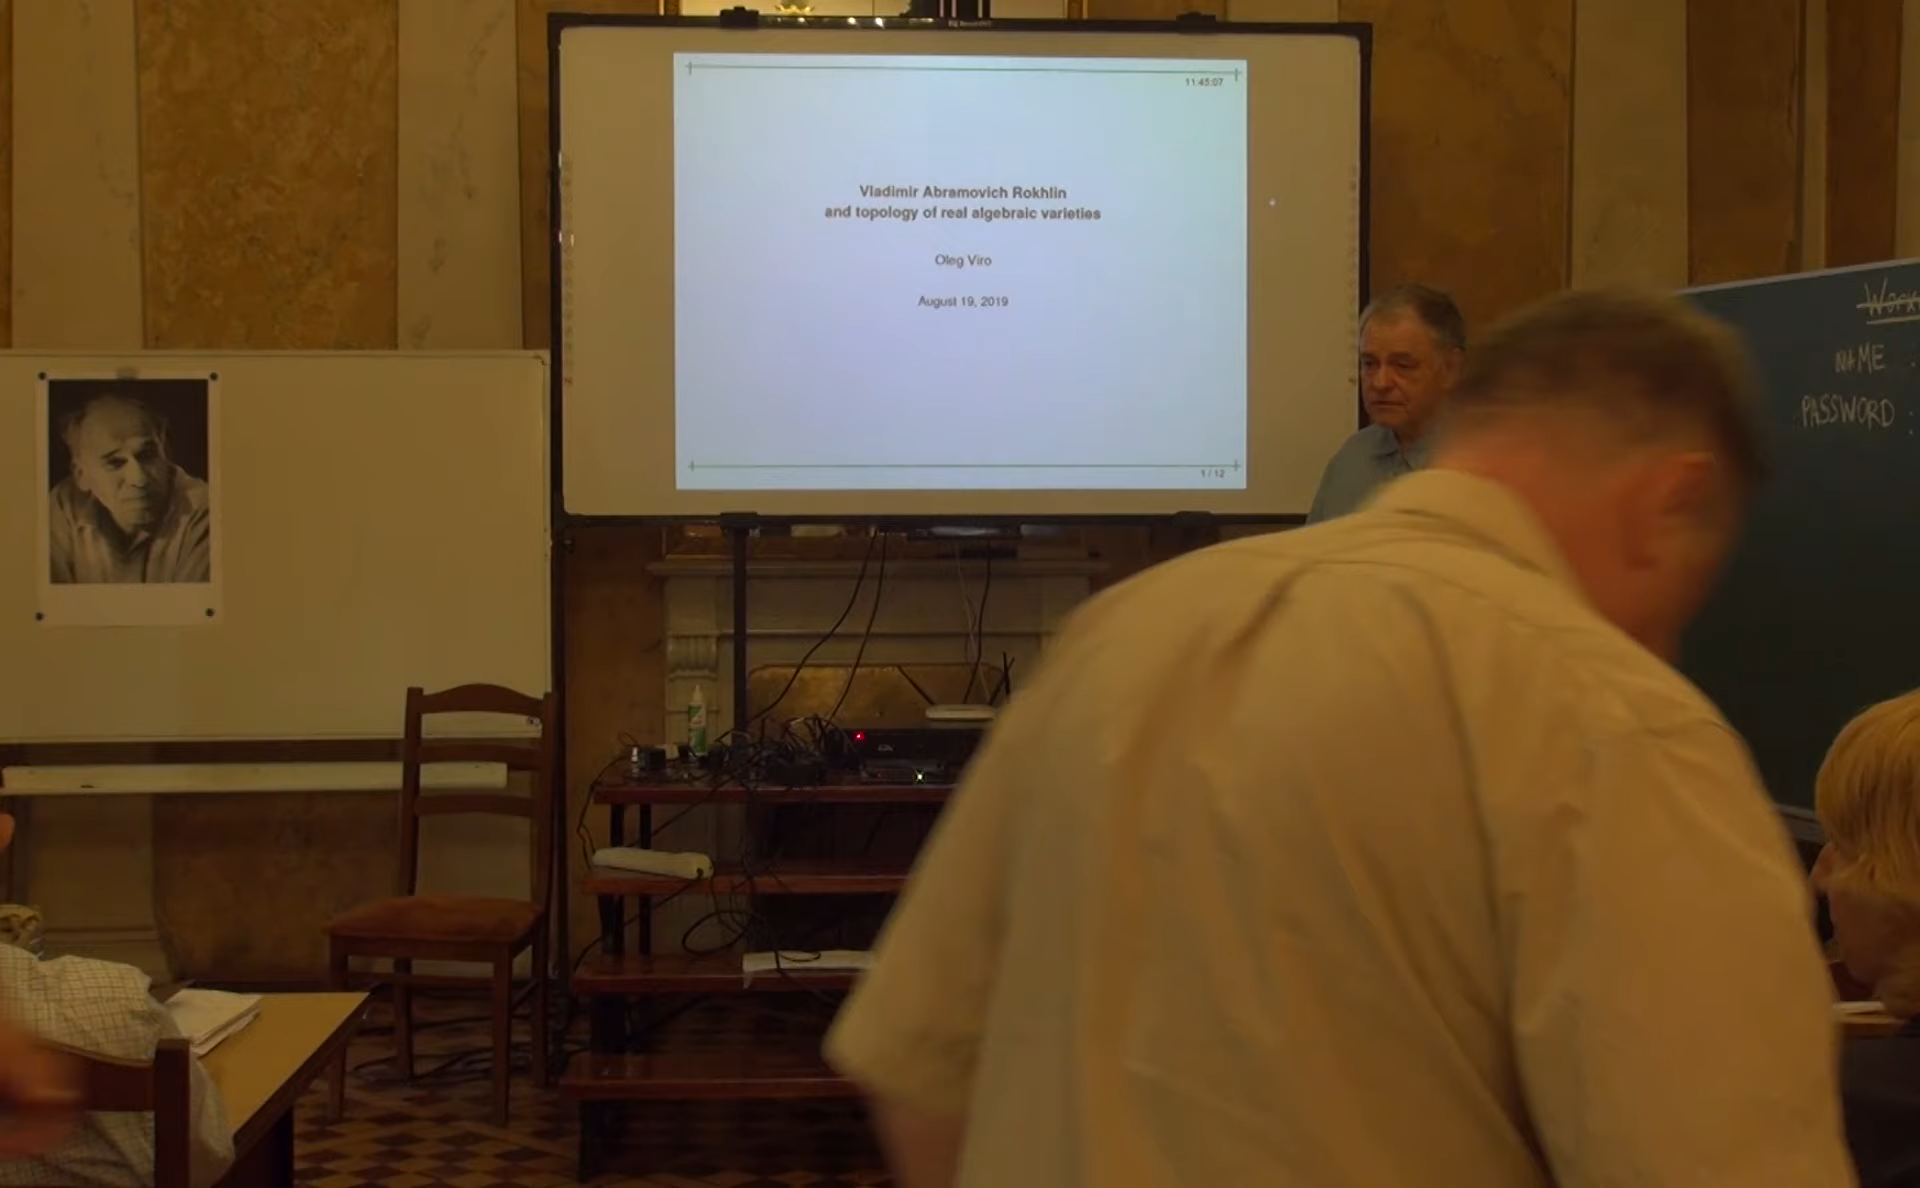 11:45:07
Vladimir Abramovich Rokhlin
and topology of real algebraic varieties
Oleg Viro
August 19, 2019
1 / 12
NAME :
PASSWORD :